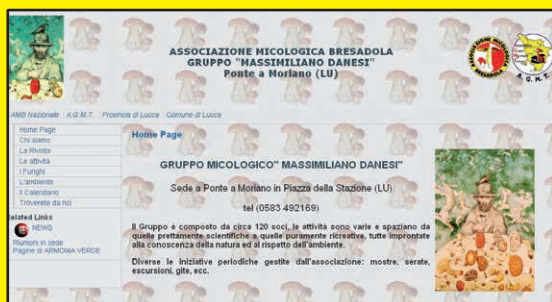 ASSOCIAZIONE MICOLOGICA BRESADOLA
GRUPPO "MASSIMILIANO DANESI"
Ponte a Moriano (LU)
ASSOCIAZIONE MICOLOGICA
BRESADOLA
A. G. M. T.
AMB Nazionale A.G.M.T. Provincia di Lucca Comune di Lucca
Home Page
Chi siamo
La Rivista
Le attività
I Funghi
L'ambiente
Il Calendario
Troverete da noi
elated Links
NEWS
Riunioni in sede
Pagine di ARMONIA VERDE
Home Page
GRUPPO MICOLOGICO" MASSIMILIANO DANESI"
Sede a Ponte a Moriano in Piazza della Stazione (LU)
tel (0583 492169)
Il Gruppo è composto da circa 120 soci, le attività sono varie e spaziano da
quelle prettamente scientifiche a quelle puramente ricreative, tutte improntate
alla conoscenza della natura ed al rispetto dell'ambiente.
Diverse le iniziative periodiche gestite dall'associazione: mostre, serate,
escursioni, gite, ecc.